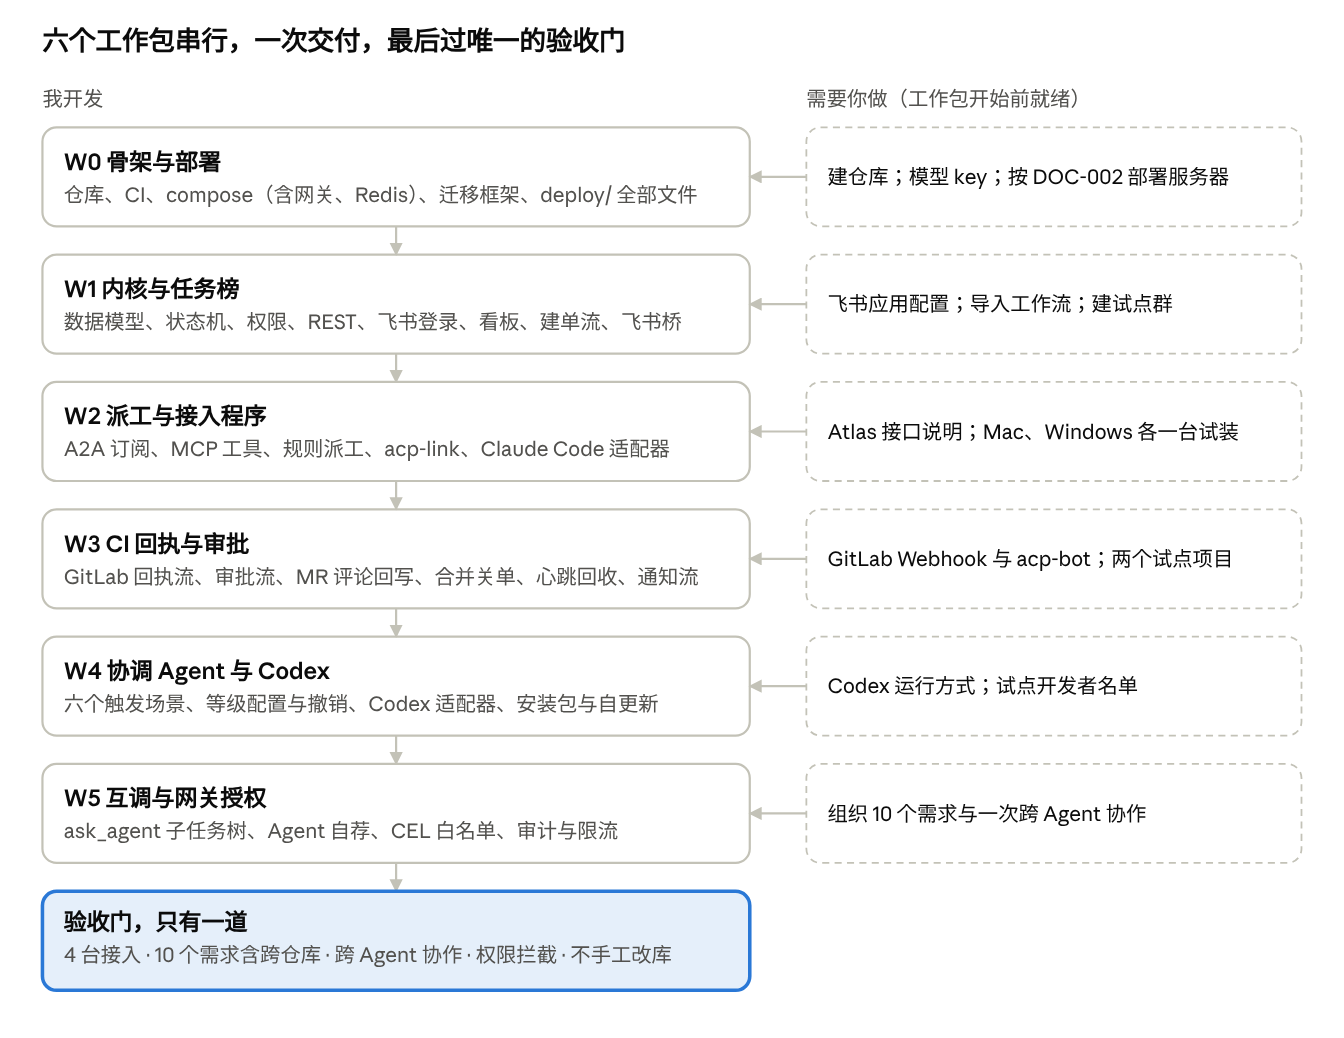 六个工作包串行，一次交付，最后过唯一的验收门
我开发
需要你做（工作包开始前就绪）
W0 骨架与部署
仓库、CI、compose（含网关、Redis）、迁移框架、deploy/ 全部文件
建仓库；模型 key；按 DOC-002 部署服务器
W1 内核与任务榜
数据模型、状态机、权限、REST、飞书登录、看板、建单流、飞书桥
飞书应用配置；导入工作流；建试点群
W2 派工与接入程序
A2A 订阅、MCP 工具、规则派工、acp-link、Claude Code 适配器
Atlas 接口说明；Mac、Windows 各一台试装
W3 CI 回执与审批
GitLab 回执流、审批流、MR 评论回写、合并关单、心跳回收、通知流
GitLab Webhook 与 acp-bot；两个试点项目
W4 协调 Agent 与 Codex
六个触发场景、等级配置与撤销、Codex 适配器、安装包与自更新
Codex 运行方式；试点开发者名单
W5 互调与网关授权
ask_agent 子任务树、Agent 自荐、CEL 白名单、审计与限流
组织 10 个需求与一次跨 Agent 协作
验收门，只有一道
4 台接入 · 10 个需求含跨仓库 · 跨 Agent 协作 · 权限拦截 · 不手工改库